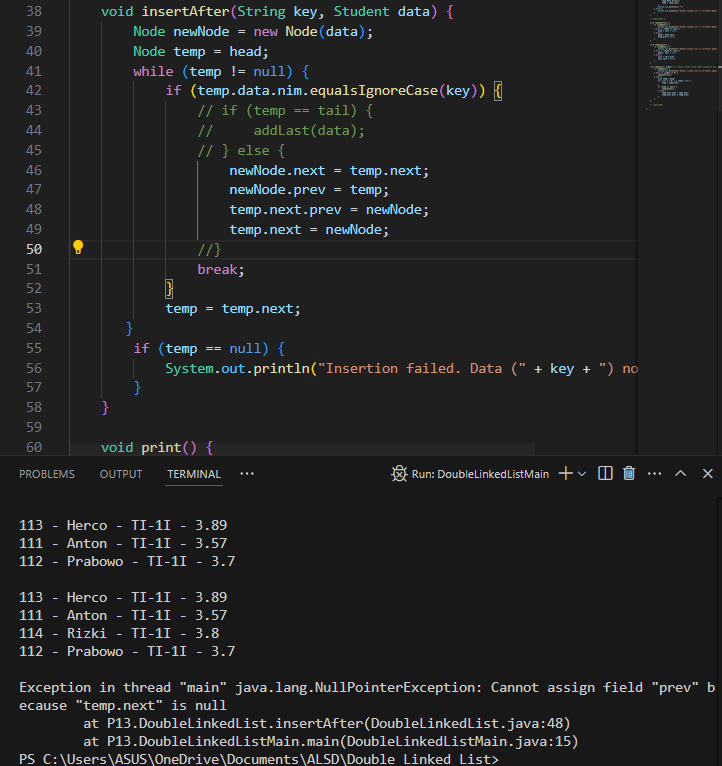 38 void insertAfter(String key, Student data) {
39 Node newNode = new Node(data);
40 Node temp = head;
41 while (temp != null) {
42 if (temp.data.nim.equalsIgnoreCase(key)) {
43 // if (temp == tail) {
44 //     addLast(data);
45 // } else {
46 newNode.next = temp.next;
47 newNode.prev = temp;
48 temp.next.prev = newNode;
49 temp.next = newNode;
50 //}
51 break;
52 }
53 temp = temp.next;
54 }
55 if (temp == null) {
56 System.out.println("Insertion failed. Data (" + key + ") no
57 }
58 }
59
60 void print() {
PROBLEMS OUTPUT TERMINAL ··· Run: DoubleLinkedListMain
113 - Herco - TI-1I - 3.89
111 - Anton - TI-1I - 3.57
112 - Prabowo - TI-1I - 3.7
113 - Herco - TI-1I - 3.89
111 - Anton - TI-1I - 3.57
114 - Rizki - TI-1I - 3.8
112 - Prabowo - TI-1I - 3.7
Exception in thread "main" java.lang.NullPointerException: Cannot assign field "prev" b
ecause "temp.next" is null
at P13.DoubleLinkedList.insertAfter(DoubleLinkedList.java:48)
at P13.DoubleLinkedListMain.main(DoubleLinkedListMain.java:15)
PS C:\Users\ASUS\OneDrive\Documents\ALSD\Double Linked List>